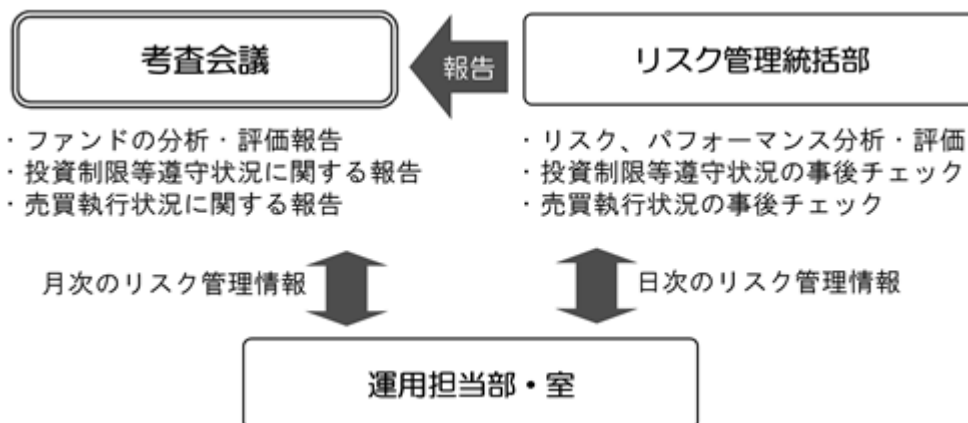 考査会議
報告
リスク管理統括部
・ファンドの分析・評価報告
・投資制限等遵守状況に関する報告
・売買執行状況に関する報告
・リスク、パフォーマンス分析・評価
・投資制限等遵守状況の事後チェック
・売買執行状況の事後チェック
月次のリスク管理情報
日次のリスク管理情報
運用担当部・室